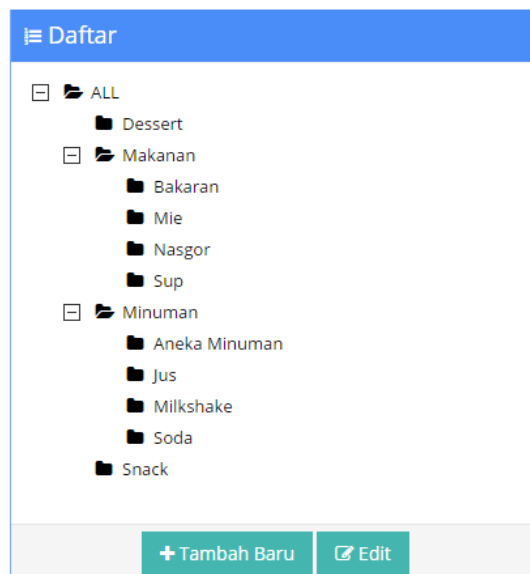 Daftar
ALL
Dessert
Makanan
Bakaran
Mie
Nasgor
Sup
Minuman
Aneka Minuman
Jus
Milkshake
Soda
Snack
Tambah Baru
Edit